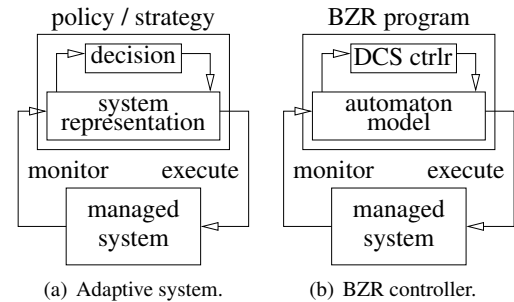 policy / strategy
decision
system
representation
monitor
execute
managed
system
(a) Adaptive system.
BZR program
DCS ctrlr
automaton
model
monitor
execute
managed
system
(b) BZR controller.